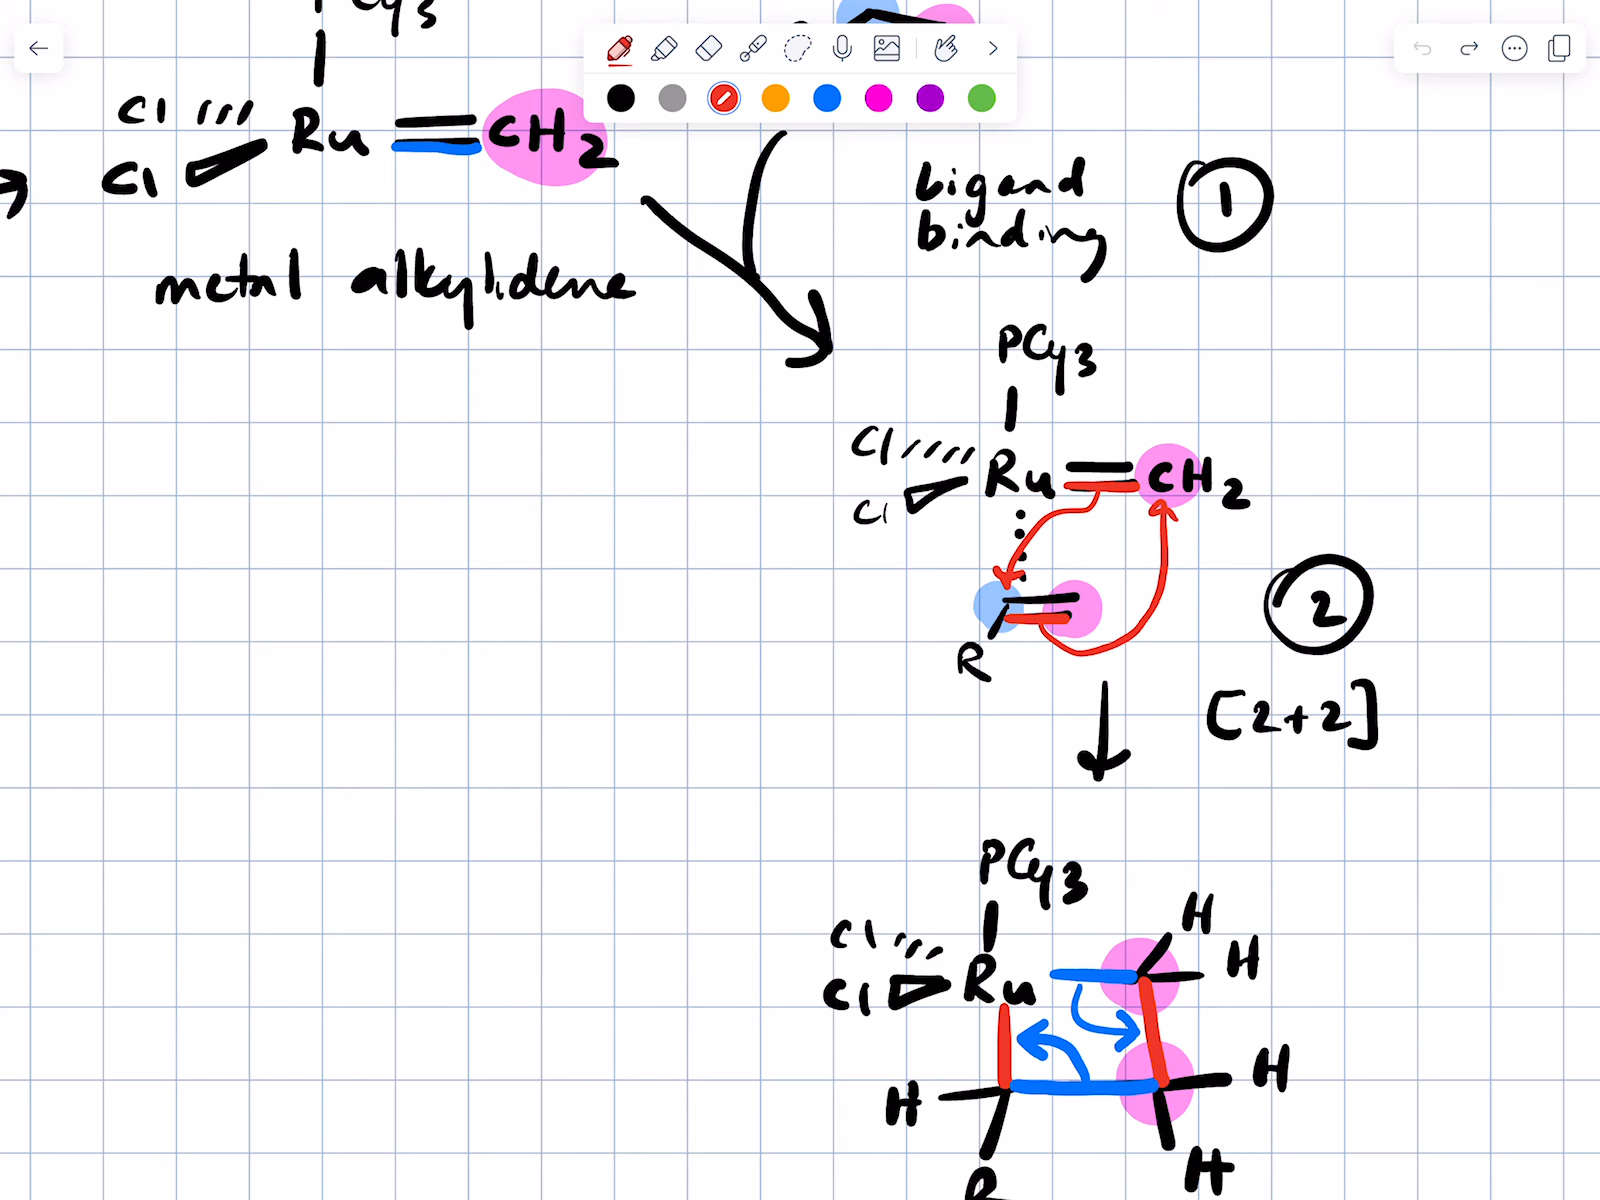 PCy3
Cl
Cl Ru CH2
metal alkylidene
ligand
binding
1
PCy3
Cl
Ru CH2
Cl
R
2
[2+2]
PCy3
Cl
Cl Ru
H
H
H
H
H
R